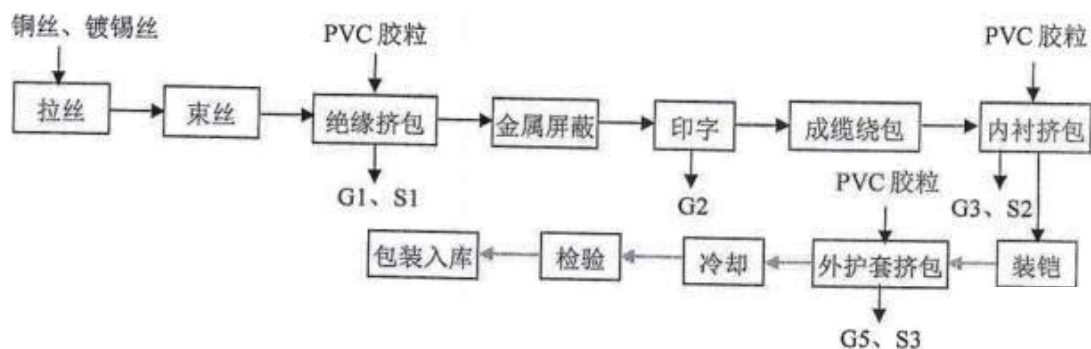 铜丝、镀锡丝
PVC 胶粒
PVC 胶粒
拉丝
束丝
绝缘挤包
金属屏蔽
印字
成缆绕包
内衬挤包
G1、S1
G2
PVC 胶粒
G3、S2
包装入库
检验
冷却
外护套挤包
装铠
G5、S3